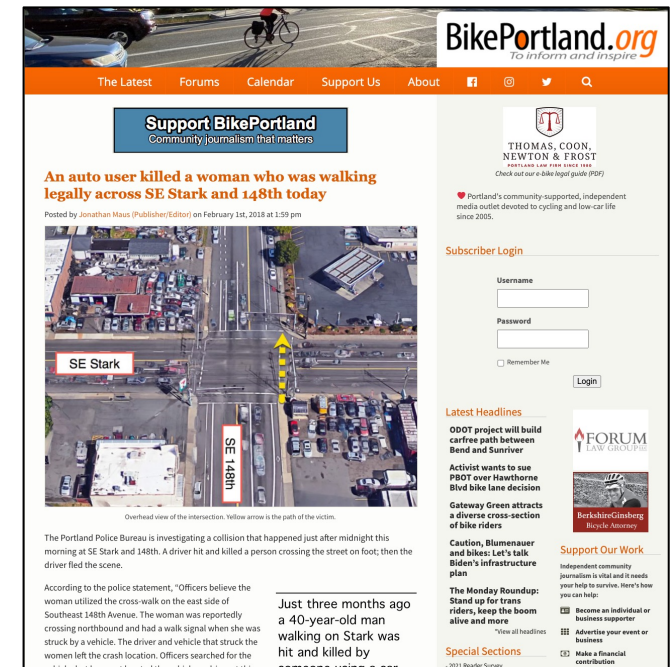 BikePortland.org
To inform and inspire
The Latest Forums Calendar Support Us About
Support BikePortland
Community journalism that matters
An auto user killed a woman who was walking
legally across SE Stark and 148th today
Posted by Jonathan Maus (Publisher/Editor) on February 1st, 2018 at 1:59 pm
SE Stark
SE 148th
Overhead view of the intersection. Yellow arrow is the path of the victim.
The Portland Police Bureau is investigating a collision that happened just after midnight this
morning at SE Stark and 148th. A driver hit and killed a person crossing the street on foot; then the
driver fled the scene.
According to the police statement, “Officers believe the
woman utilized the cross-walk on the east side of
Southeast 148th Avenue. The woman was reportedly
crossing northbound and had a walk signal when she was
struck by a vehicle. The driver and vehicle that struck the
women left the crash location. Officers searched for the
Just three months ago
a 40-year-old man
walking on Stark was
hit and killed by
someone using a car
THOMAS, COON,
NEWTON & FROST
PORTLAND LAW FIRM SINCE 1980
Check out our e-bike legal guide (PDF)
Portland's community-supported, independent
media outlet devoted to cycling and low-car life
since 2005.
Subscriber Login
Username
Password
Remember Me
Login
Latest Headlines
ODOT project will build
carfree path between
Bend and Sunriver
Activist wants to sue
PBOT over Hawthorne
Blvd bike lane decision
Gateway Green attracts
a diverse cross-section
of bike riders
Caution, Blumenauer
and bikes: Let's talk
Biden's infrastructure
plan
The Monday Roundup:
Stand up for trans
riders, keep the boom
alive and more
"View all headlines
Special Sections
- 2021 Reader Survey
FORUM
LAW GROUP
BerkshireGinsberg
Bicycle Attorney
Support Our Work
Independent community
journalism is vital and it needs
your help to survive. Here's how
you can help:
Become an individual or
business supporter
Advertise your event or
business
Make a financial
contribution